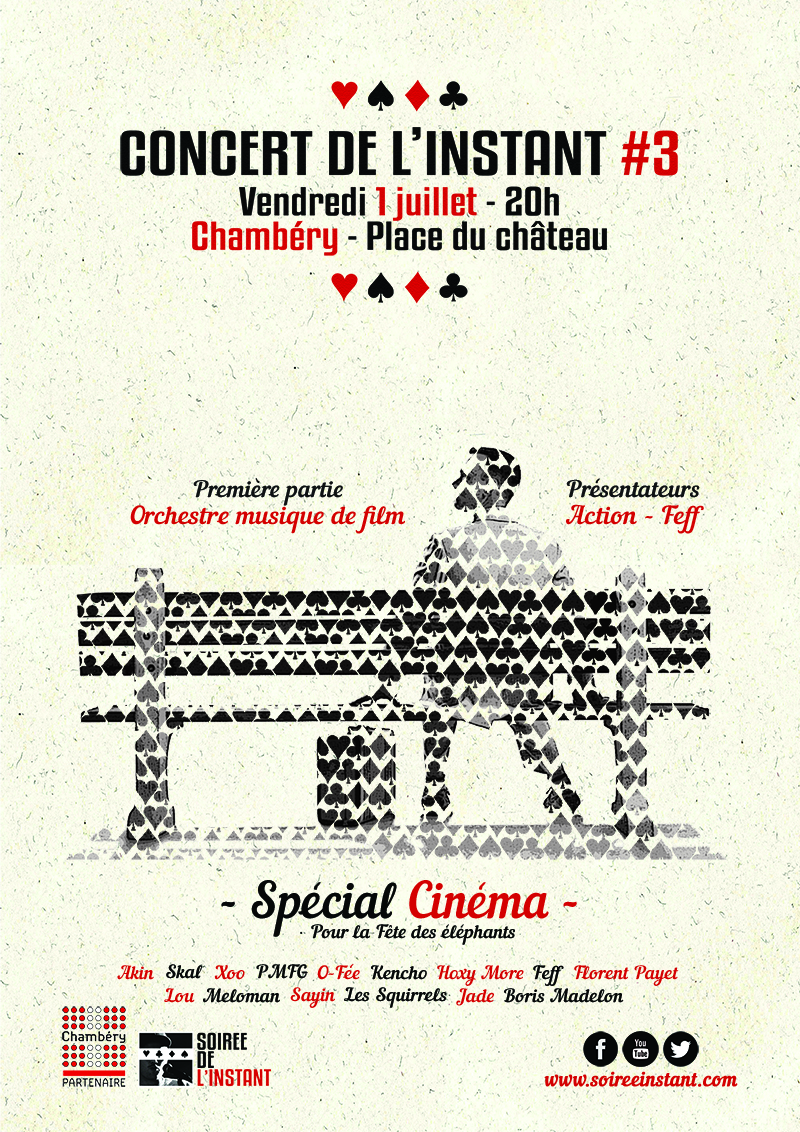 CONCERT DE L'INSTANT #3
Vendredi 1 juillet - 20h
Chambéry - Place du château
Première partie
Orchestre musique de film
Présentateurs
Action - Feff
- Spécial Cinéma -
Pour la Fête des éléphants
Akin Skal Xoo PMFG O-Fée Kencho Hoxy More Feff Florent Payet
Lou Meloman Sayin Les Squirrels Jade Boris Madelon
Chambéry
PARTENAIRE
SOIREE
DE
L'INSTANT
You
Tube
www.soireeinstant.com